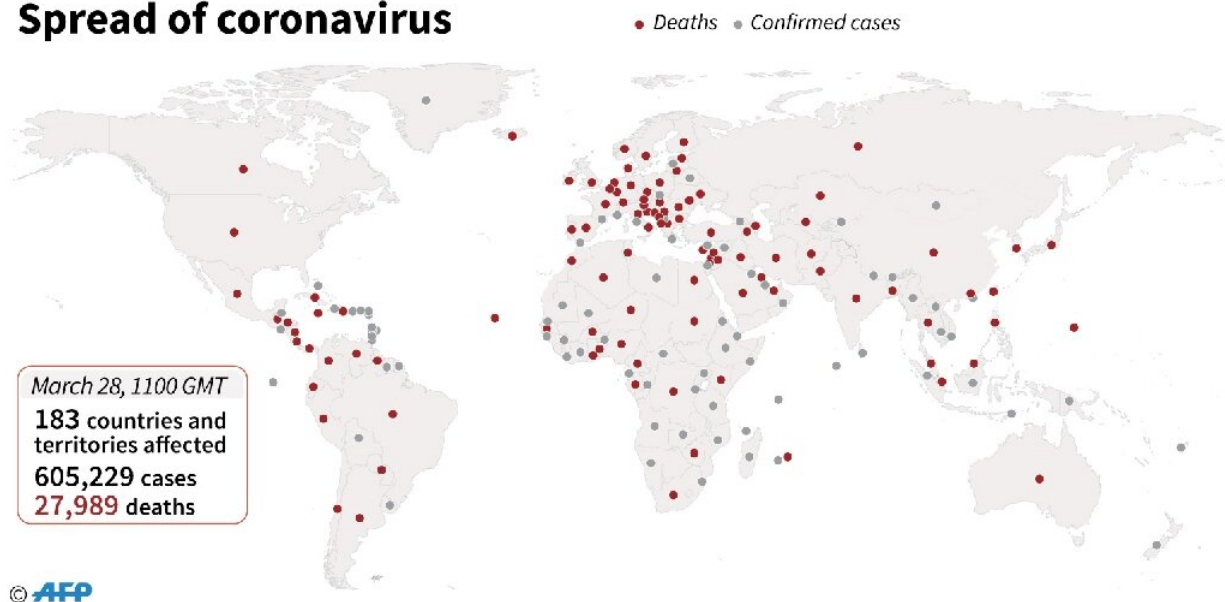 Spread of coronavirus
Deaths Confirmed cases
March 28, 1100 GMT
183 countries and
territories affected
605,229 cases
27,989 deaths
© AFP